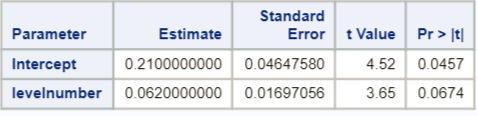 Parameter Estimate Standard Error t Value Pr > |t|
Intercept 0.2100000000 0.04647580 4.52 0.0457
levelnumber 0.0620000000 0.01697056 3.65 0.0674